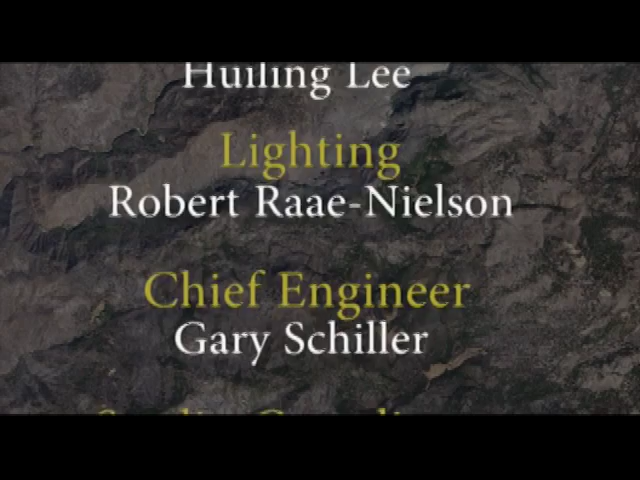 Huiling Lee
Lighting
Robert Raae-Nielson
Chief Engineer
Gary Schiller